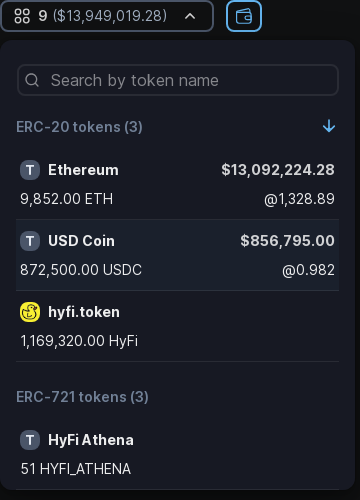 9 ($13,949,019.28)
Search by token name
ERC-20 tokens (3)
T Ethereum $13,092,224.28
9,852.00 ETH @1,328.89
T USD Coin $856,795.00
872,500.00 USDC @0.982
hyfi.token
1,169,320.00 HyFi
ERC-721 tokens (3)
T HyFi Athena
51 HYFI_ATHENA